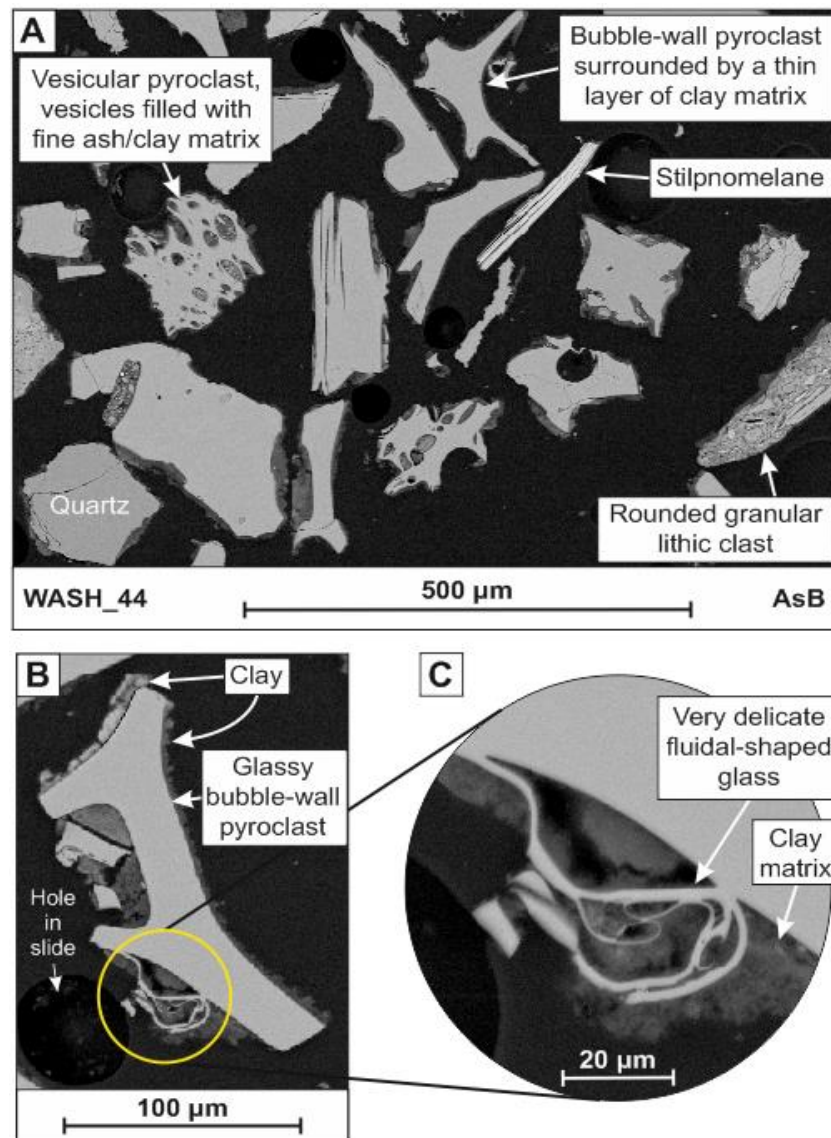 A
Vesicular pyroclast,
vesicles filled with
fine ash/clay matrix
Bubble-wall pyroclast
surrounded by a thin
layer of clay matrix
Stilpnomelane
Quartz
Rounded granular
lithic clast
WASH_44
500 µm
AsB
B
Clay
Glassy
bubble-wall
pyroclast
Hole
in
slide
100 µm
C
Very delicate
fluidal-shaped
glass
Clay
matrix
20 µm